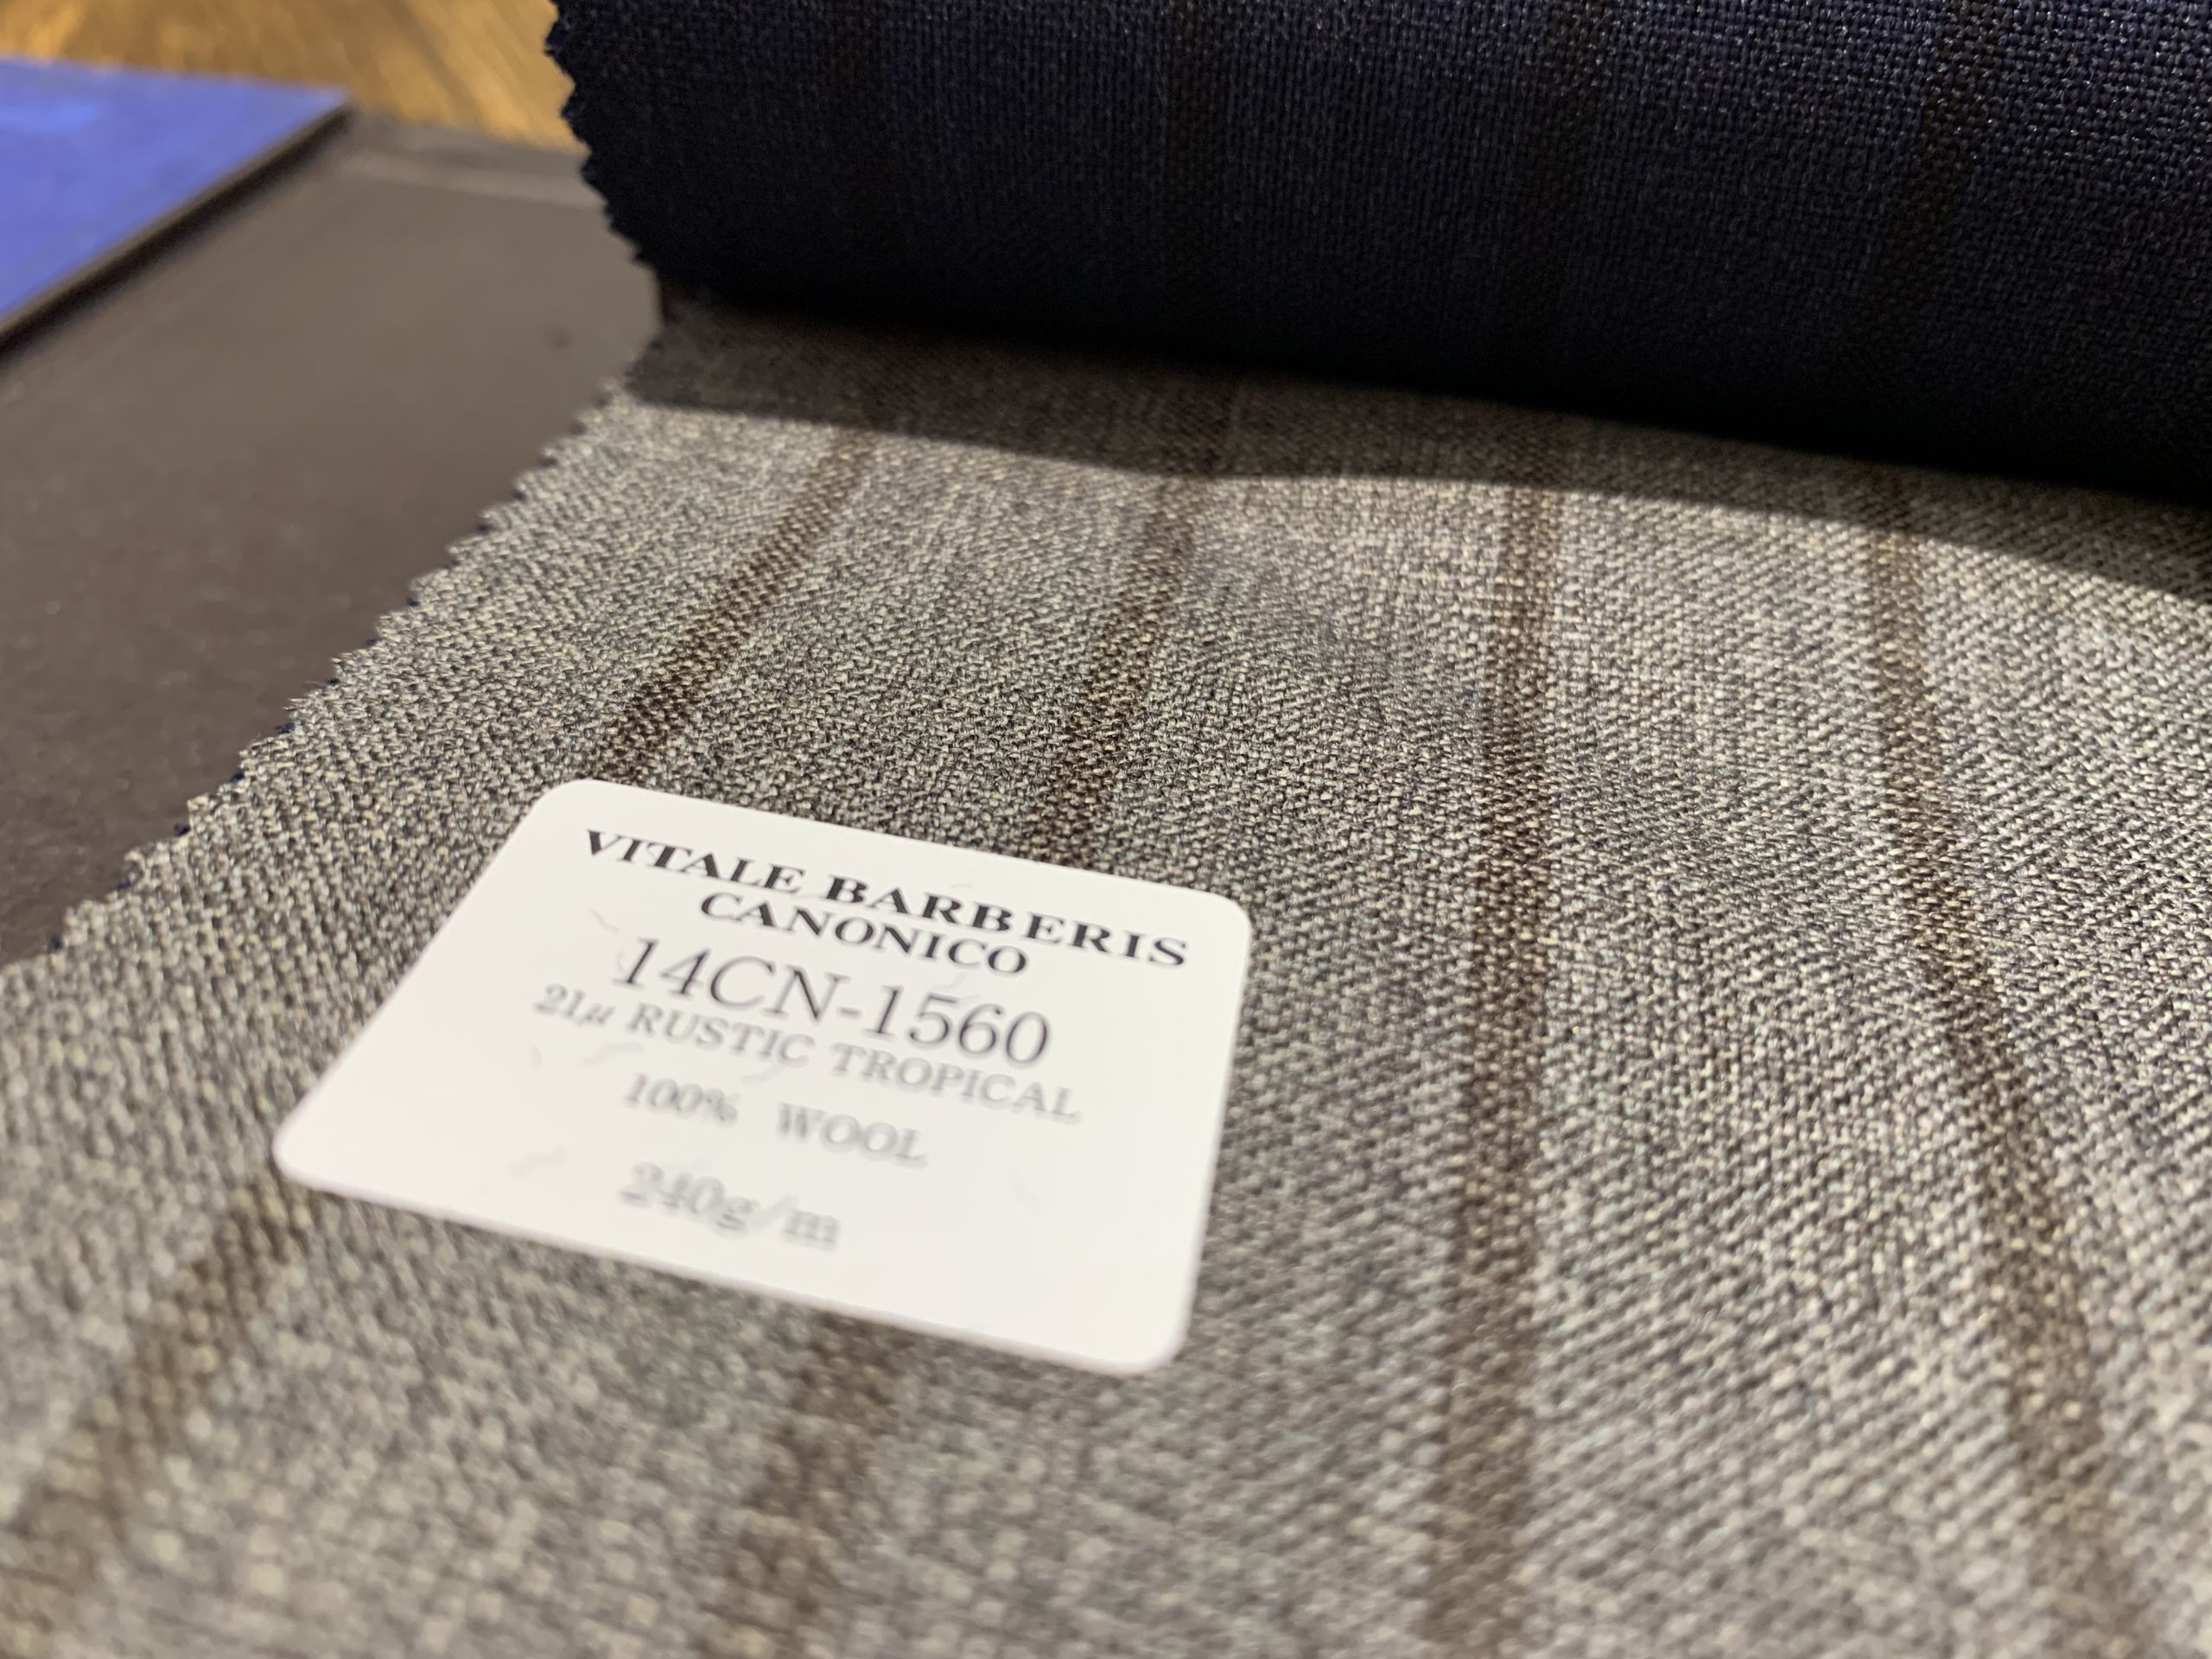 VITALE BARBERIS
CANONICO
14CN-1560
21μ RUSTIC TROPICAL
100% WOOL
240g/m